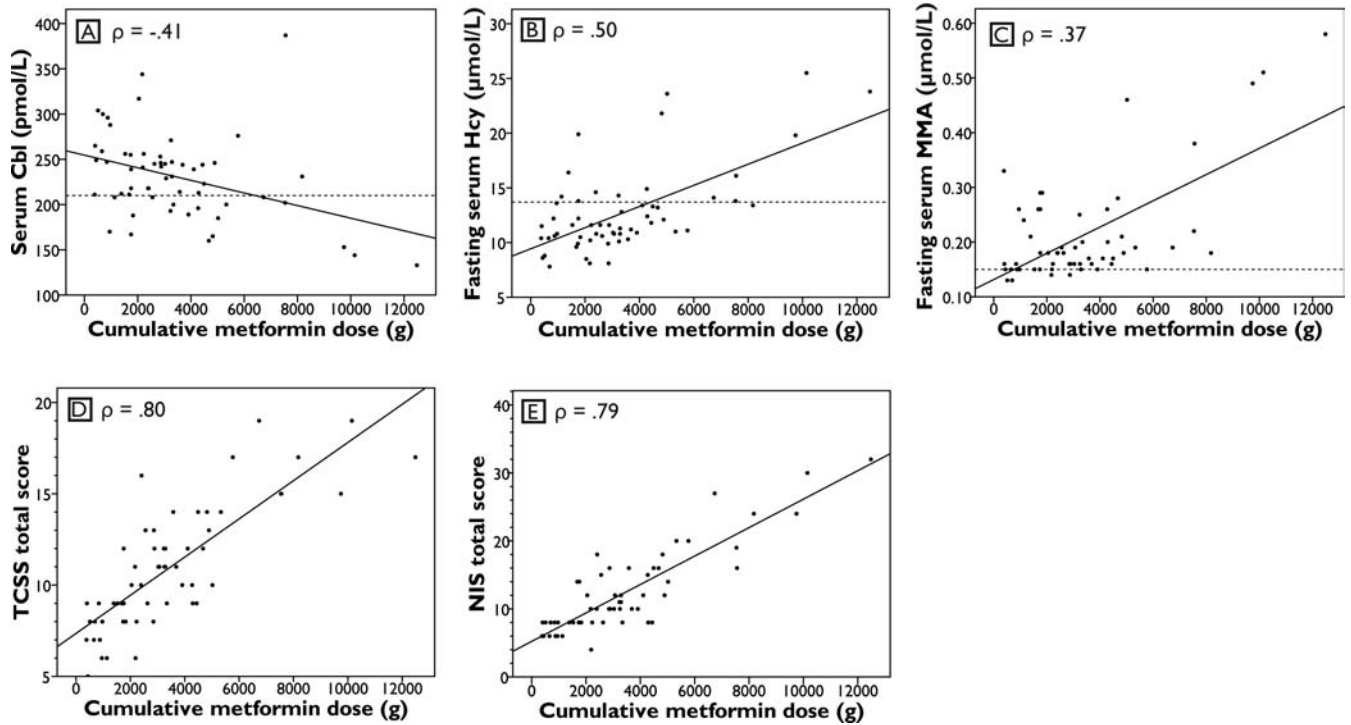 A ρ = -.41
Serum Cbl (pmol/L)
400
350
300
250
200
150
100
0 2000 4000 6000 8000 10000 12000
Cumulative metformin dose (g)
B ρ = .50
Fasting serum Hcy (μmol/L)
30
25
20
15
10
5
0 2000 4000 6000 8000 10000 12000
Cumulative metformin dose (g)
C ρ = .37
Fasting serum MMA (μmol/L)
0.60
0.50
0.40
0.30
0.20
0.10
0 2000 4000 6000 8000 10000 12000
Cumulative metformin dose (g)
D ρ = .80
TCSS total score
20
15
10
5
0 2000 4000 6000 8000 10000 12000
Cumulative metformin dose (g)
E ρ = .79
NIS total score
40
30
20
10
0
0 2000 4000 6000 8000 10000 12000
Cumulative metformin dose (g)